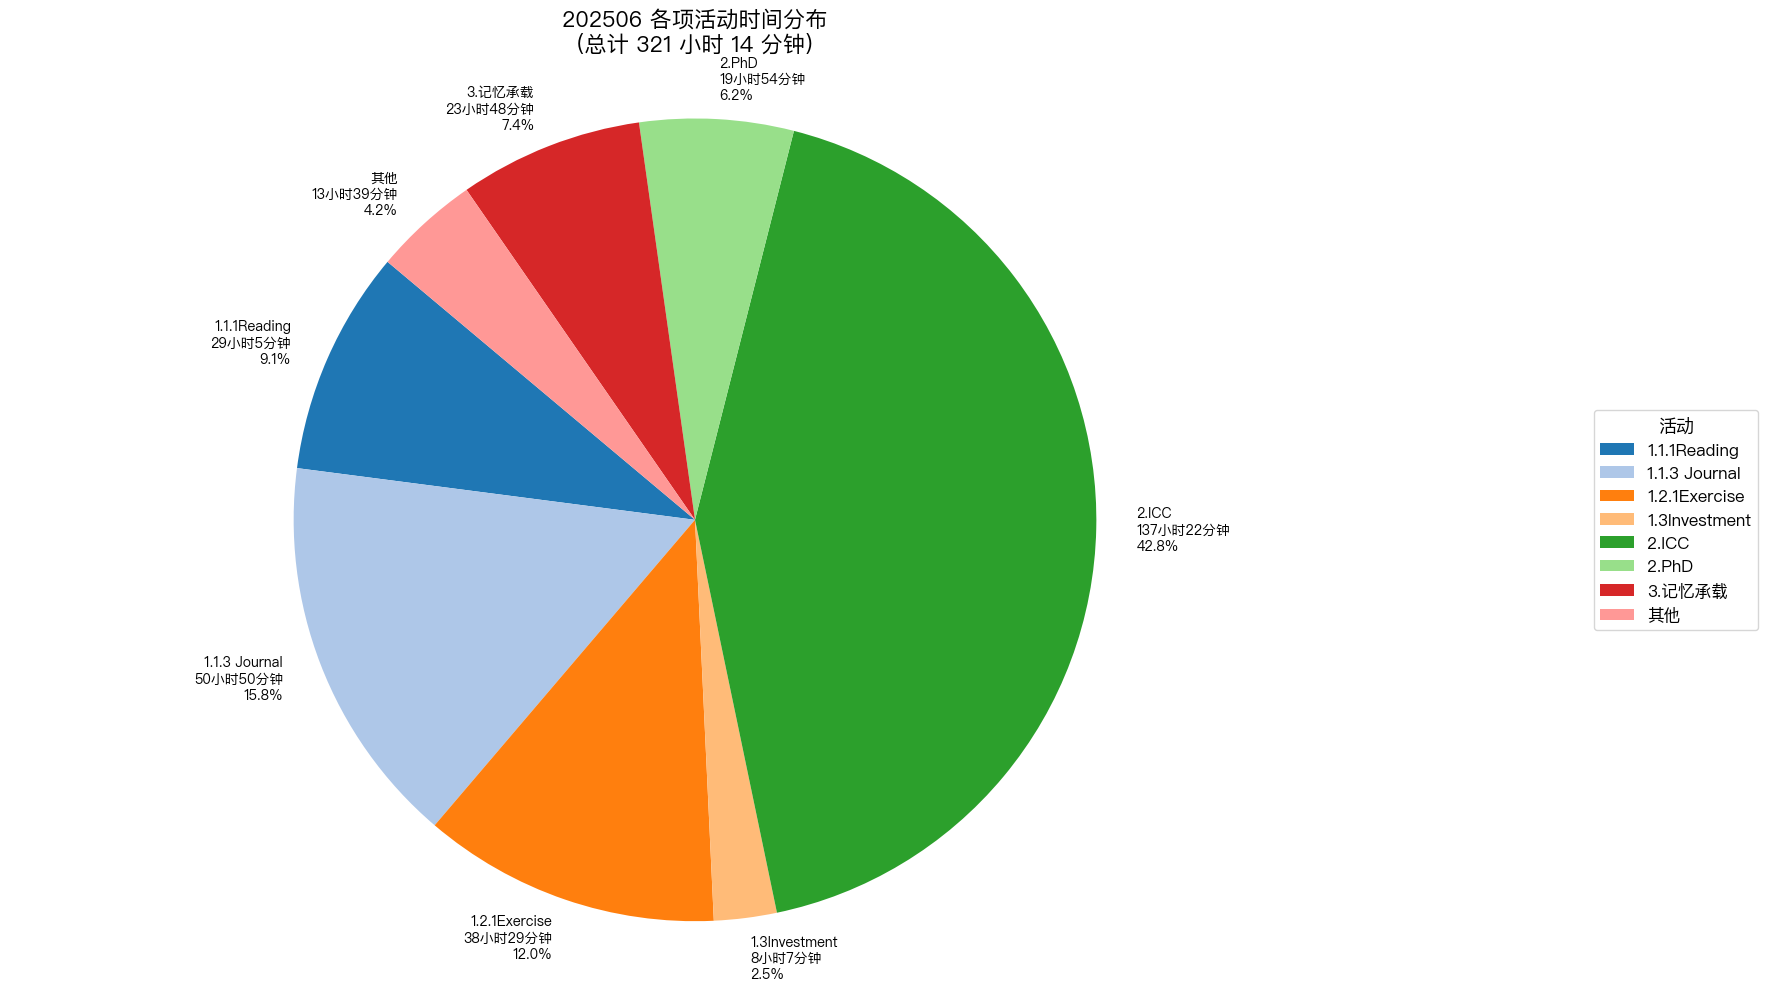 202506 各项活动时间分布
(总计 321 小时 14 分钟)
2.PhD
19小时54分钟
6.2%
3.记忆承载
23小时48分钟
7.4%
其他
13小时39分钟
4.2%
1.1.1Reading
29小时5分钟
9.1%
1.1.3 Journal
50小时50分钟
15.8%
1.2.1Exercise
38小时29分钟
12.0%
1.3Investment
8小时7分钟
2.5%
2.ICC
137小时22分钟
42.8%
活动
1.1.1Reading
1.1.3 Journal
1.2.1Exercise
1.3Investment
2.ICC
2.PhD
3.记忆承载
其他